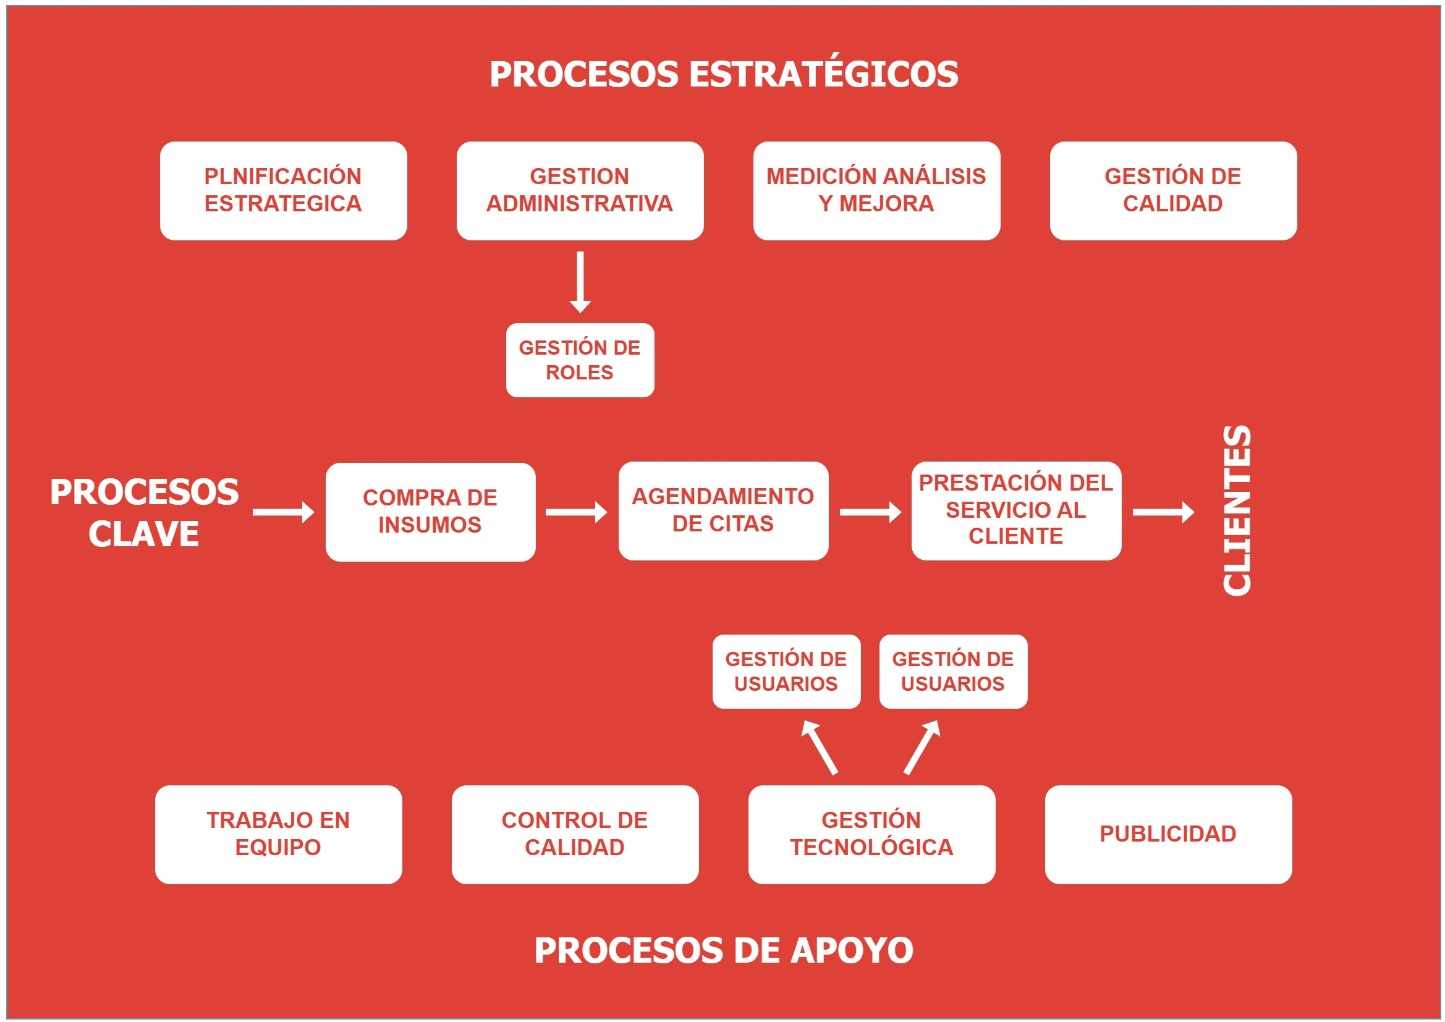 PROCESOS ESTRATÉGICOS
PLNIFICACIÓN
ESTRATEGICA
GESTION
ADMINISTRATIVA
MEDICIÓN ANÁLISIS
Y MEJORA
GESTIÓN DE
CALIDAD
GESTIÓN DE
ROLES
PROCESOS
CLAVE
COMPRA DE
INSUMOS
AGENDAMIENTO
DE CITAS
PRESTACIÓN DEL
SERVICIO AL
CLIENTE
CLIENTES
GESTIÓN DE
USUARIOS
GESTIÓN DE
USUARIOS
TRABAJO EN
EQUIPO
CONTROL DE
CALIDAD
GESTIÓN
TECNOLÓGICA
PUBLICIDAD
PROCESOS DE APOYO